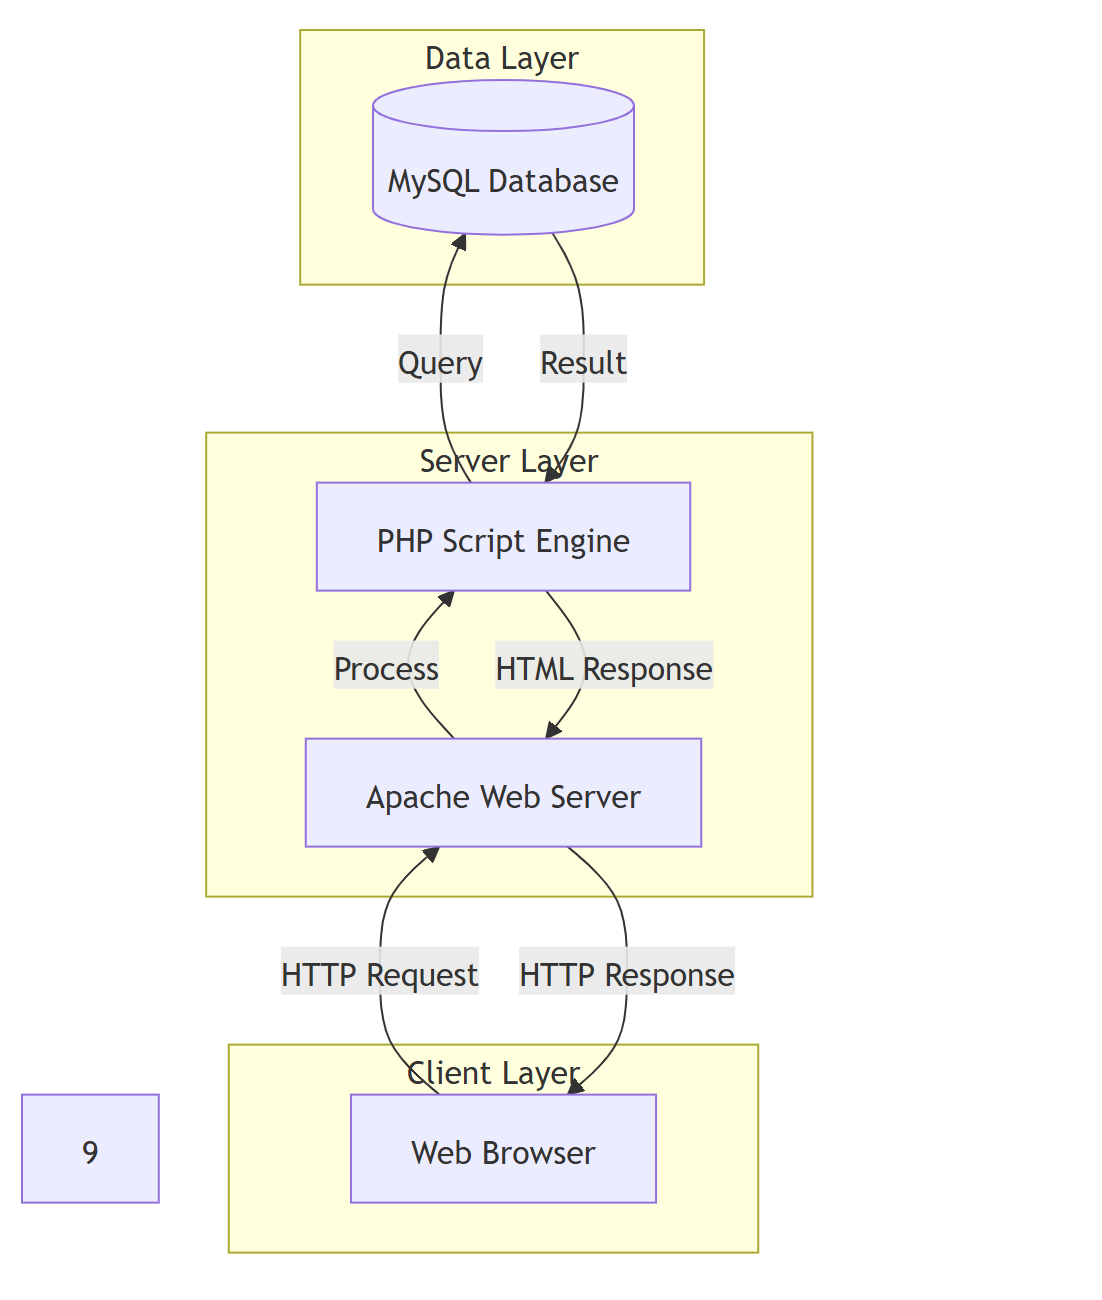 Data Layer
MySQL Database
Query
Result
Server Layer
PHP Script Engine
Process
HTML Response
Apache Web Server
HTTP Request
HTTP Response
Client Layer
9
Web Browser